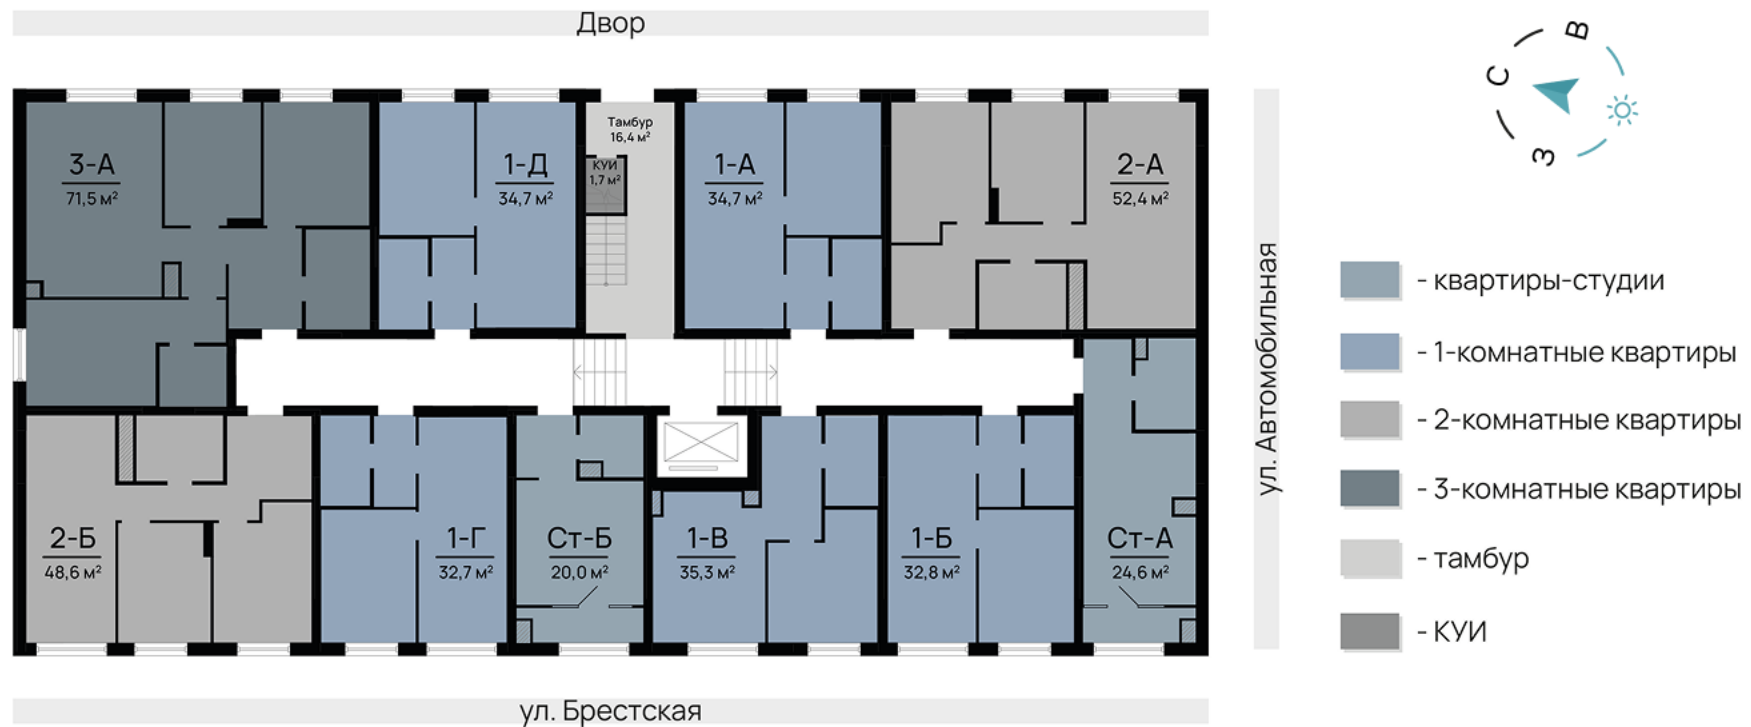 Двор
В
С
З
Тамбур
16,4 м²
КУИ
1,7 м²
3-А
71,5 м²
1-Д
34,7 м²
1-А
34,7 м²
2-А
52,4 м²
2-Б
48,6 м²
1-Г
32,7 м²
Ст-Б
20,0 м²
1-В
35,3 м²
1-Б
32,8 м²
Ст-А
24,6 м²
ул. Автомобильная
- квартиры-студии
- 1-комнатные квартиры
- 2-комнатные квартиры
- 3-комнатные квартиры
- тамбур
- КУИ
ул. Брестская